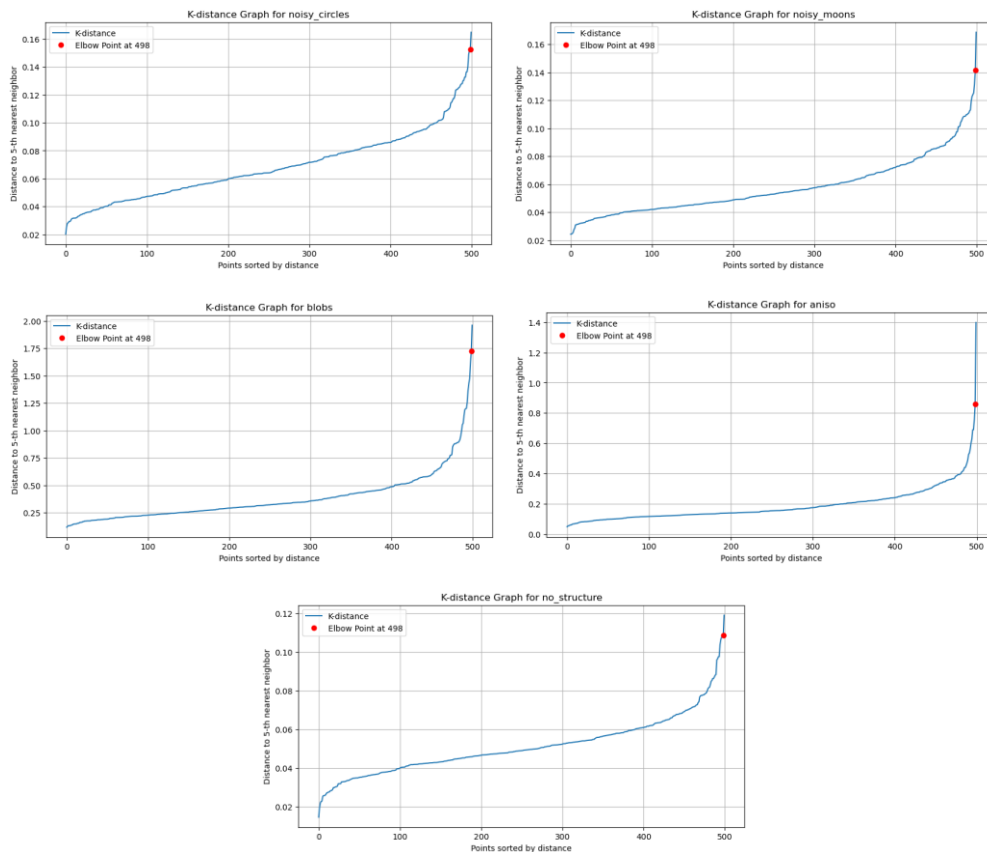 K-distance Graph for noisy_circles
K-distance
Elbow Point at 498
Distance to 5-th nearest neighbor
0.16
0.14
0.12
0.10
0.08
0.06
0.04
0.02
0 100 200 300 400 500
Points sorted by distance
K-distance Graph for noisy_moons
K-distance
Elbow Point at 498
Distance to 5-th nearest neighbor
0.16
0.14
0.12
0.10
0.08
0.06
0.04
0.02
0 100 200 300 400 500
Points sorted by distance
K-distance Graph for blobs
K-distance
Elbow Point at 498
Distance to 5-th nearest neighbor
2.00
1.75
1.50
1.25
1.00
0.75
0.50
0.25
0 100 200 300 400 500
Points sorted by distance
K-distance Graph for aniso
K-distance
Elbow Point at 498
Distance to 5-th nearest neighbor
1.4
1.2
1.0
0.8
0.6
0.4
0.2
0.0
0 100 200 300 400 500
Points sorted by distance
K-distance Graph for no_structure
K-distance
Elbow Point at 498
Distance to 5-th nearest neighbor
0.12
0.10
0.08
0.06
0.04
0.02
0 100 200 300 400 500
Points sorted by distance